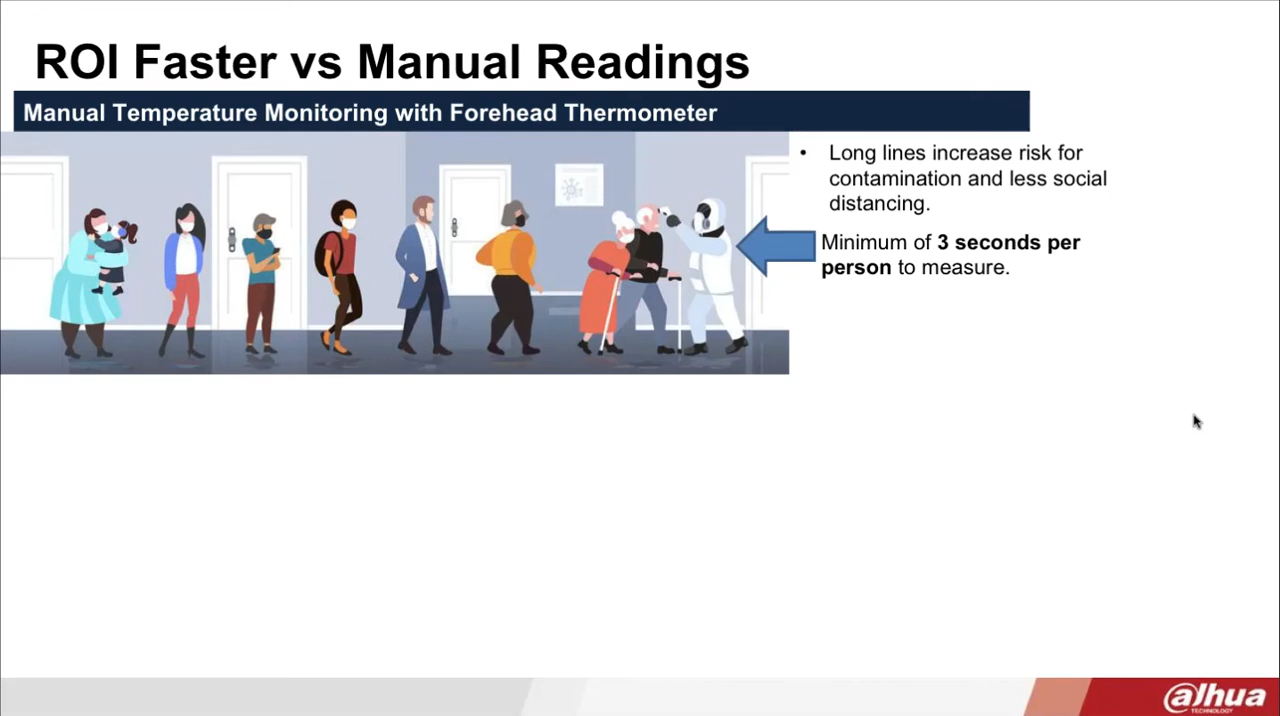 ROI Faster vs Manual Readings
Manual Temperature Monitoring with Forehead Thermometer
• Long lines increase risk for
contamination and less social
distancing.
Minimum of 3 seconds per
person to measure.
alhua
TECHNOLOGY